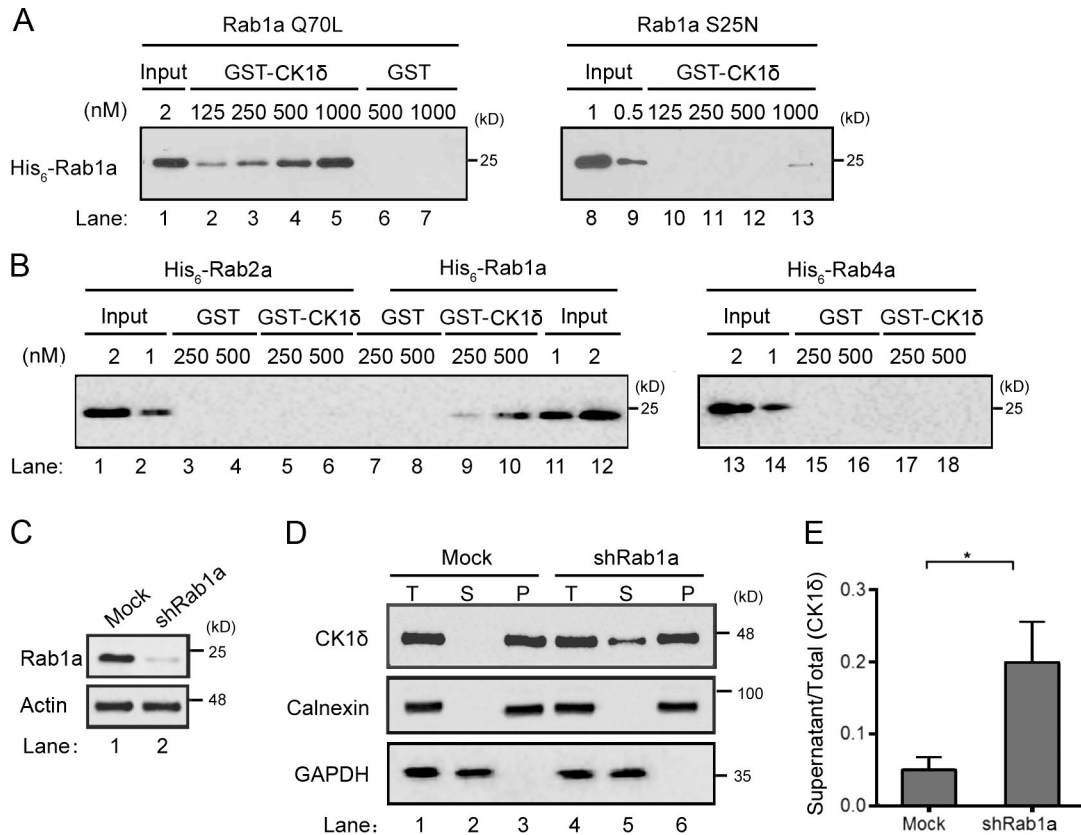 A
Rab1a Q70L
Rab1a S25N
Input GST-CK1δ GST
Input GST-CK1δ
(nM) 2 125 250 500 1000 500 1000 (kD)
1 0.5 125 250 500 1000 (kD)
His₆-Rab1a
25
25
Lane: 1 2 3 4 5 6 7
8 9 10 11 12 13
B
His₆-Rab2a His₆-Rab1a
His₆-Rab4a
Input GST GST-CK1δ GST GST-CK1δ Input
Input GST GST-CK1δ
(nM) 2 1 250 500 250 500 250 500 250 500 1 2 (kD)
2 1 250 500 250 500 (kD)
25
25
Lane: 1 2 3 4 5 6 7 8 9 10 11 12
13 14 15 16 17 18
C
Mock shRab1a
(kD)
Rab1a 25
Actin 48
Lane: 1 2
D
Mock shRab1a
T S P T S P (kD)
CK1δ 48
Calnexin 100
GAPDH 35
Lane: 1 2 3 4 5 6
E
*
Supernatant/Total (CK1δ)
0.3
0.2
0.1
0.0
Mock shRab1a